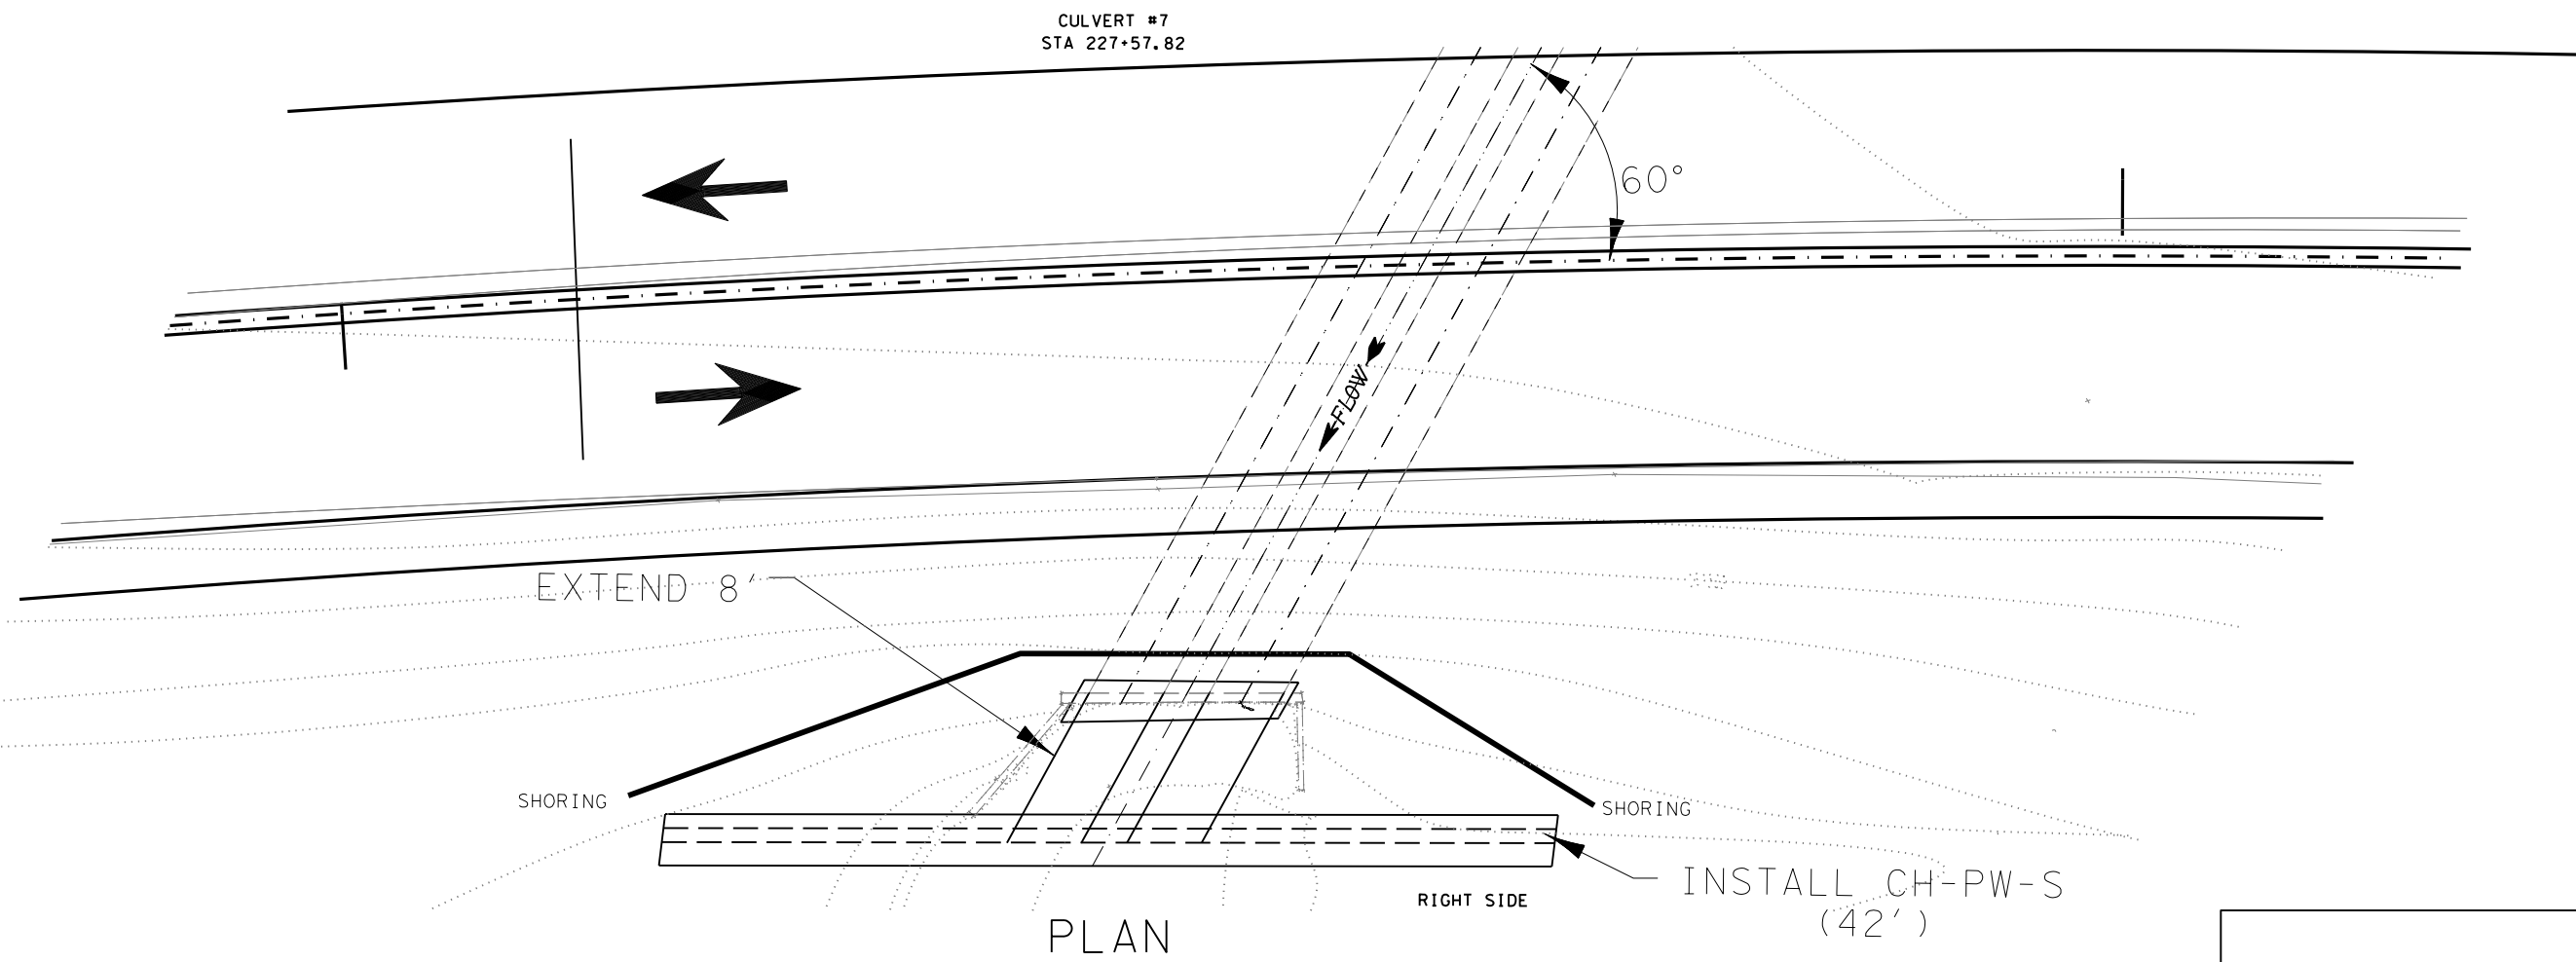 CULVERT #7
STA 227+57.82
60°
FLOW
EXTEND 8'
SHORING
SHORING
INSTALL CH-PW-S
(42')
RIGHT SIDE
PLAN